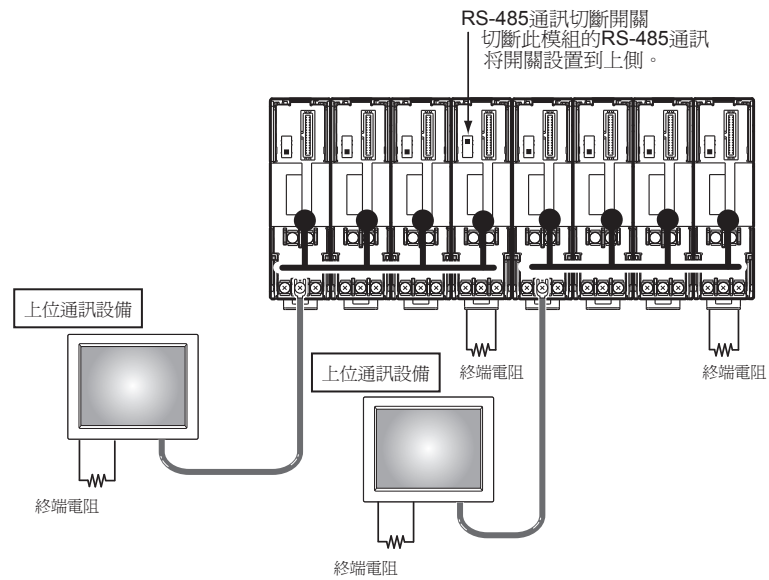 RS-485通訊切斷開關
切斷此模組的RS-485通訊
将開關設置到上側。
上位通訊設備
終端電阻
上位通訊設備
終端電阻
終端電阻
終端電阻